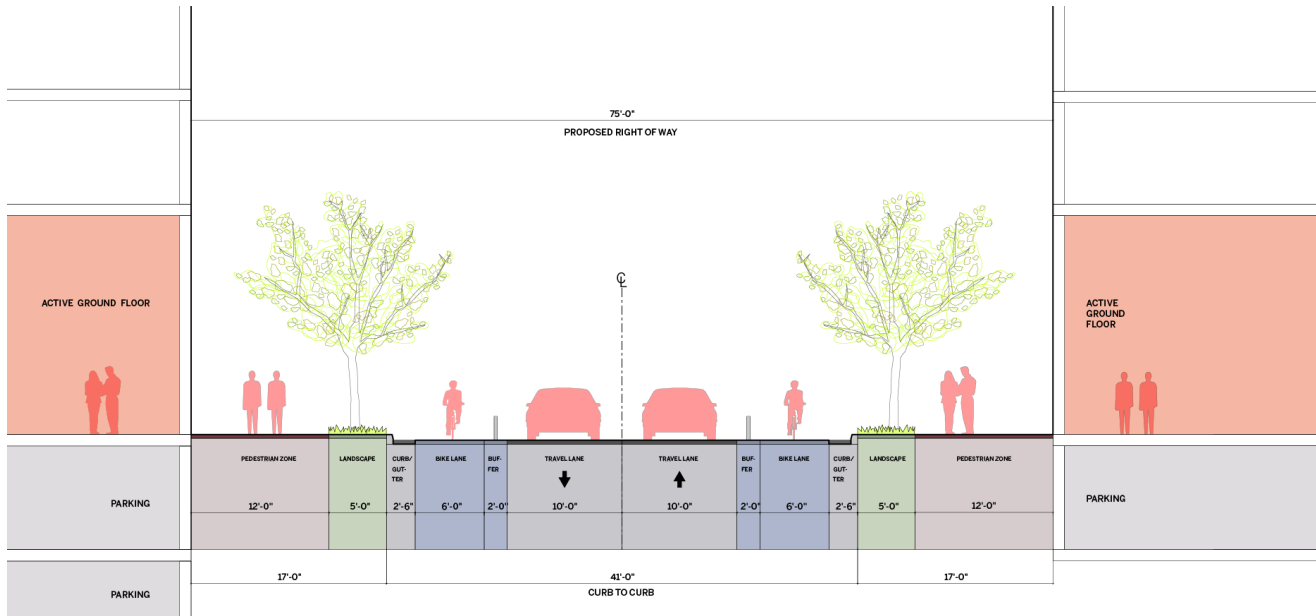 75'-0"
PROPOSED RIGHT OF WAY
℄
ACTIVE GROUND FLOOR
ACTIVE
GROUND
FLOOR
PEDESTRIAN ZONE
LANDSCAPE
CURB/
GUT-
TER
BIKE LANE
BUF-
FER
TRAVEL LANE
TRAVEL LANE
BUF-
FER
BIKE LANE
CURB/
GUT-
TER
LANDSCAPE
PEDESTRIAN ZONE
PARKING
12'-0"
5'-0"
2'-6"
6'-0"
2'-0"
10'-0"
10'-0"
2'-0"
6'-0"
2'-6"
5'-0"
12'-0"
PARKING
17'-0"
41'-0"
17'-0"
CURB TO CURB
PARKING